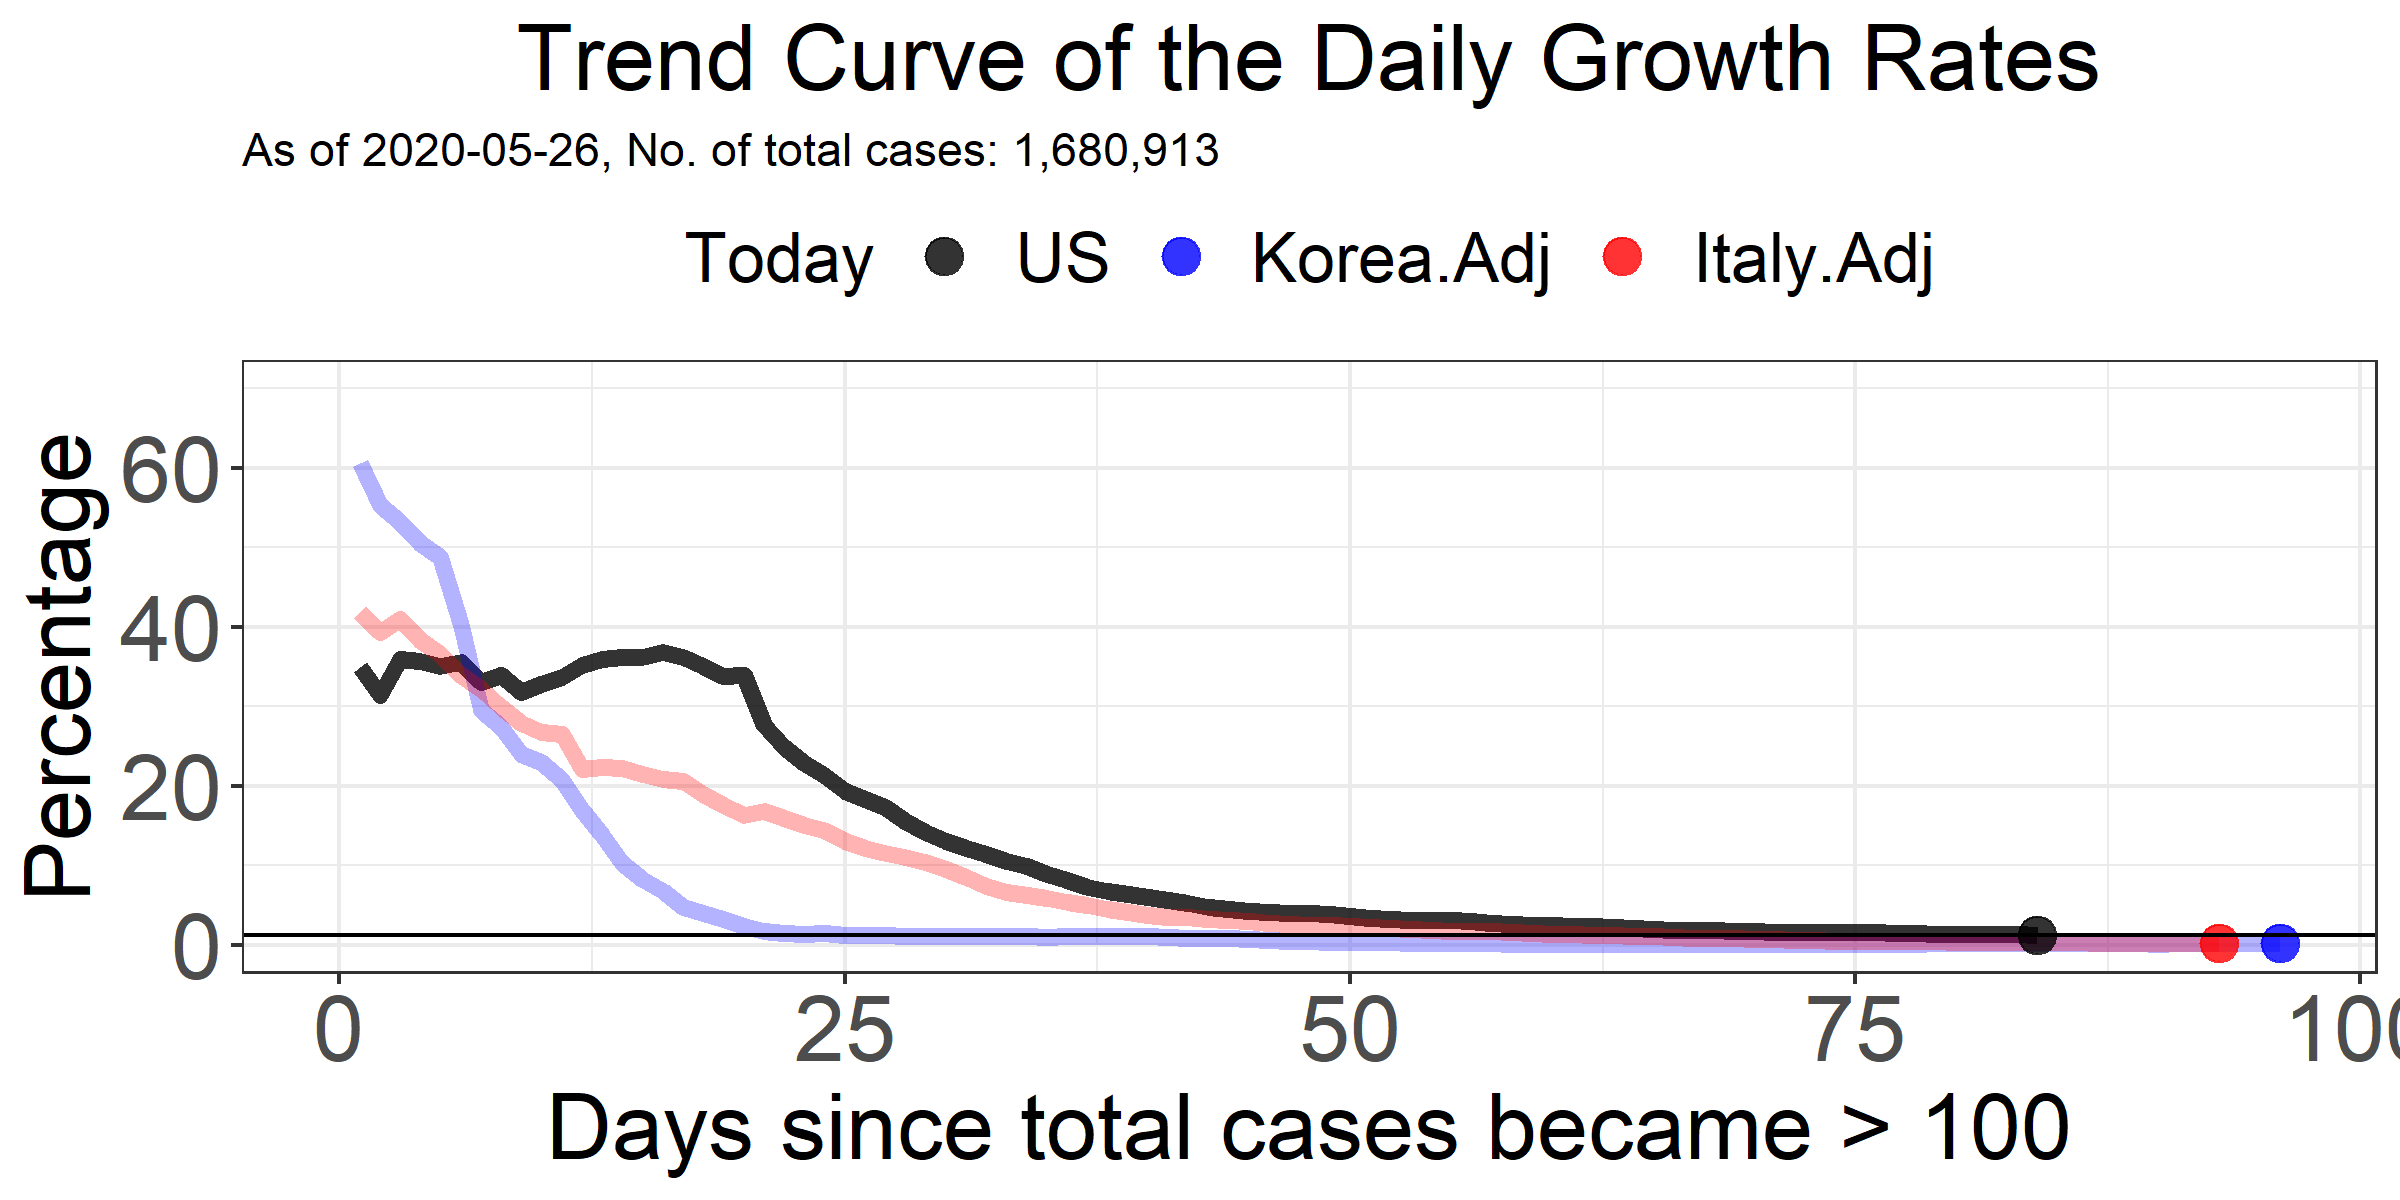 Trend Curve of the Daily Growth Rates
As of 2020-05-26, No. of total cases: 1,680,913
Today US Korea.Adj Italy.Adj
Percentage
60
40
20
0
0 25 50 75 100
Days since total cases became > 100